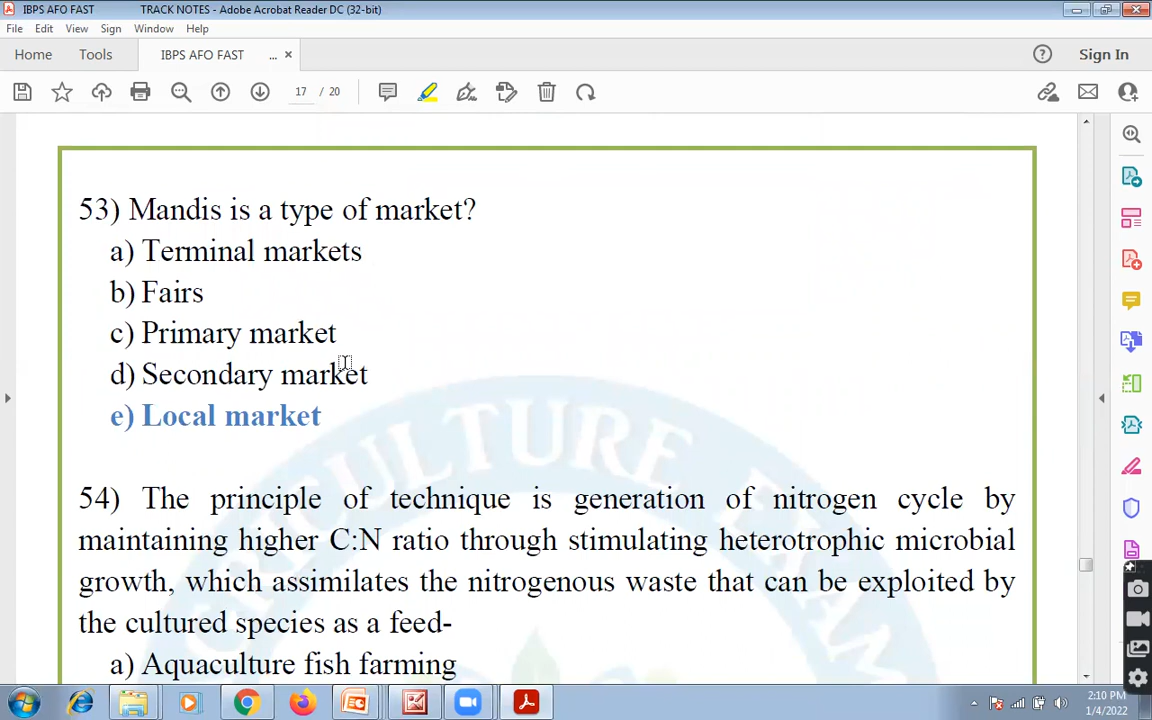 IBPS AFO FAST TRACK NOTES - Adobe Acrobat Reader DC (32-bit)
File Edit View Sign Window Help
Home Tools IBPS AFO FAST ... × Sign In
17 / 20
53) Mandis is a type of market?
a) Terminal markets
b) Fairs
c) Primary market
d) Secondary market
e) Local market
54) The principle of technique is generation of nitrogen cycle by
maintaining higher C:N ratio through stimulating heterotrophic microbial
growth, which assimilates the nitrogenous waste that can be exploited by
the cultured species as a feed-
a) Aquaculture fish farming
2:10 PM
1/4/2022